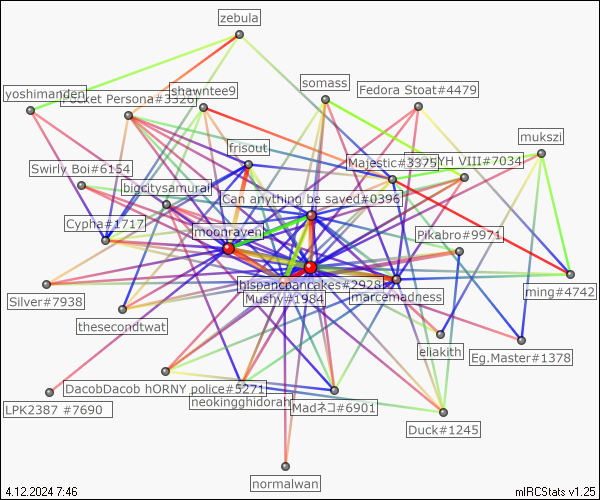 zebula
yoshimanden
Pocket Persona#3326
shawntee9
somass
Fedora Stoat#4479
mukszi
frisout
Majestic#3375
YH VIII#7034
Swirly Boi#6154
bigcitysamurai
Can anything be saved#0396
Cypha#1717
moonraven
Pikabro#9971
hispancpancakes#2928
Mushy#1984
marcemadness
ming#4742
Silver#7938
thesecondtwat
eliakith
Eg.Master#1378
DacobDacob hORNY police#5271
LPK2387 #7690
neokingghidorah
Madネコ#6901
Duck#1245
normalwan
4.12.2024 7:46
mIRCStats v1.25